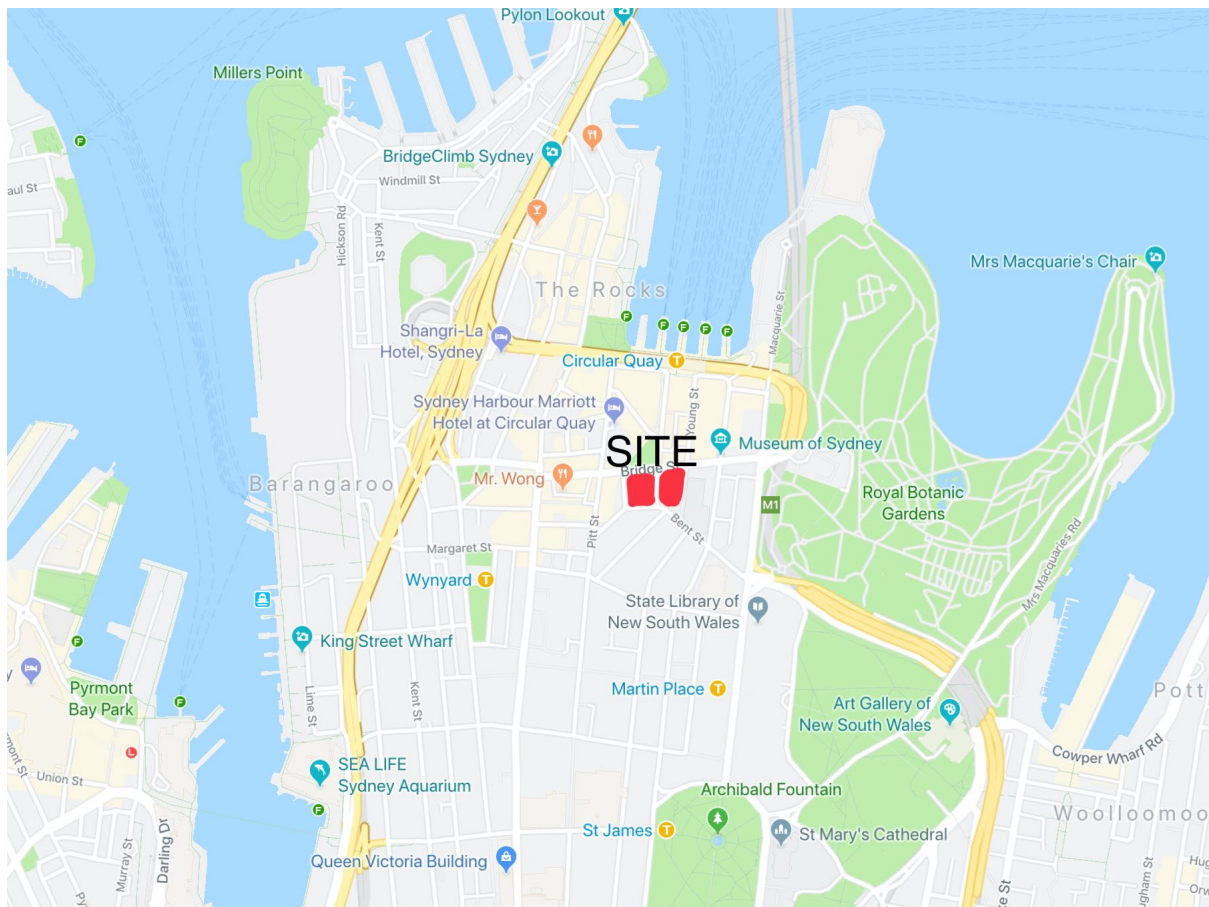 Pylon Lookout
Millers Point
BridgeClimb Sydney
Windmill St
aul St
Hickson Rd
Kent St
Mrs Macquarie's Chair
The Rocks
Macquarie St
Shangri-La
Hotel, Sydney
Circular Quay
Sydney Harbour Marriott
Hotel at Circular Quay
Young St
SITE
Museum of Sydney
Bridge S
Mr. Wong
Barangaroo
Royal Botanic
Gardens
M1
Pitt St
Bent St
Margaret St
Wynyard
Mrs Macquaries Rd
State Library of
New South Wales
King Street Wharf
Pyrmont
Bay Park
Lime St
Kent St
Martin Place
Art Gallery of
New South Wales
Pott
Cowper Wharf Rd
mont St
Union St
SEA LIFE
Sydney Aquarium
Archibald Fountain
Woolloomoo
St James
St Mary's Cathedral
Queen Victoria Building
Murray St
Darling Dr